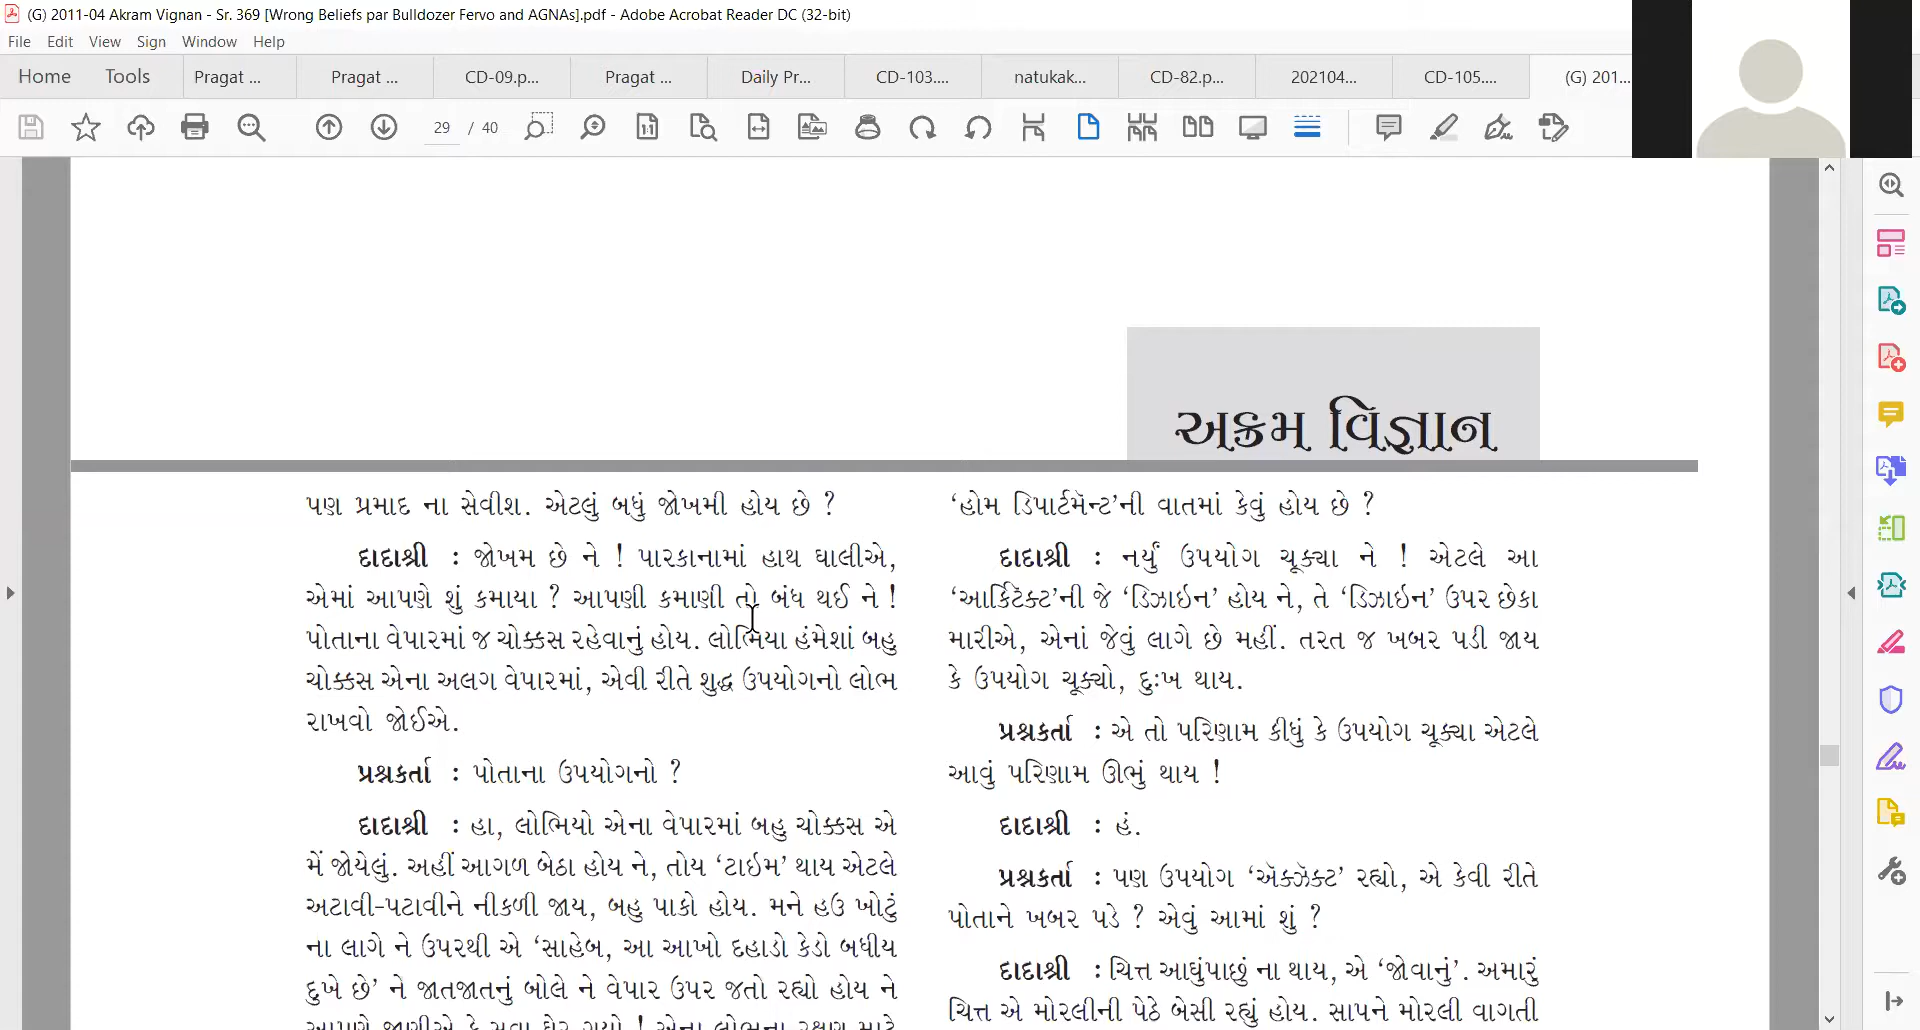 (G) 2011-04 Akram Vignan - Sr. 369 [Wrong Beliefs par Bulldozer Fervo and AGNAs].pdf - Adobe Acrobat Reader DC (32-bit)
File Edit View Sign Window Help
Home Tools Pragat ... Pragat ... CD-09.p... Pragat ... Daily Pr... CD-103.... natukak... CD-82.p... 202104... CD-105.... (G) 201...
29 / 40
અક્રમ વિજ્ઞાન
પણ પ્રમાદ ના સેવીશ. એટલું બધું જોખમી હોય છે ?
દાદાશ્રી : જોખમ છે ને ! પારકાનામાં હાથ ઘાલીએ,
એમાં આપણે શું કમાયા ? આપણી કમાણી તો બંધ થઈ ને !
પોતાના વેપારમાં જ ચોક્કસ રહેવાનું હોય. લોભિયા હંમેશાં બહુ
ચોક્કસ એના અલગ વેપારમાં, એવી રીતે શુદ્ધ ઉપયોગનો લોભ
રાખવો જોઈએ.
પ્રશ્નકર્તા : પોતાના ઉપયોગનો ?
દાદાશ્રી : હા, લોભિયો એના વેપારમાં બહુ ચોક્કસ એ
મેં જોયેલું. અહીં આગળ બેઠા હોય ને, તોય ‘ટાઈમ’ થાય એટલે
અટાવી-પટાવીને નીકળી જાય, બહુ પાકો હોય. મને હઉ ખોટું
ના લાગે ને ઉપરથી એ ‘સાહેબ, આ આખો દહાડો કેડો બધીય
દુખે છે’ ને જાતજાતનું બોલે ને વેપાર ઉપર જતો રહ્યો હોય ને
‘હોમ ડિપાર્ટમૅન્ટ’ની વાતમાં કેવું હોય છે ?
દાદાશ્રી : નર્યું ઉપયોગ ચૂક્યા ને ! એટલે આ
‘આર્કિટૅક્ટ’ની જે ‘ડિઝાઇન’ હોય ને, તે ‘ડિઝાઇન’ ઉપર છેકા
મારીએ, એનાં જેવું લાગે છે મહીં. તરત જ ખબર પડી જાય
કે ઉપયોગ ચૂક્યો, દુઃખ થાય.
પ્રશ્નકર્તા : એ તો પરિણામ કીધું કે ઉપયોગ ચૂક્યા એટલે
આવું પરિણામ ઊભું થાય !
દાદાશ્રી : હં.
પ્રશ્નકર્તા : પણ ઉપયોગ ‘ઍક્ઝૅક્ટ’ રહ્યો, એ કેવી રીતે
પોતાને ખબર પડે ? એવું આમાં શું ?
દાદાશ્રી : ચિત્ત આઘુંપાછું ના થાય, એ ‘જોવાનું’. અમારું
ચિત્ત એ મોરલીની પેઠે બેસી રહ્યું હોય. સાપને મોરલી વાગતી